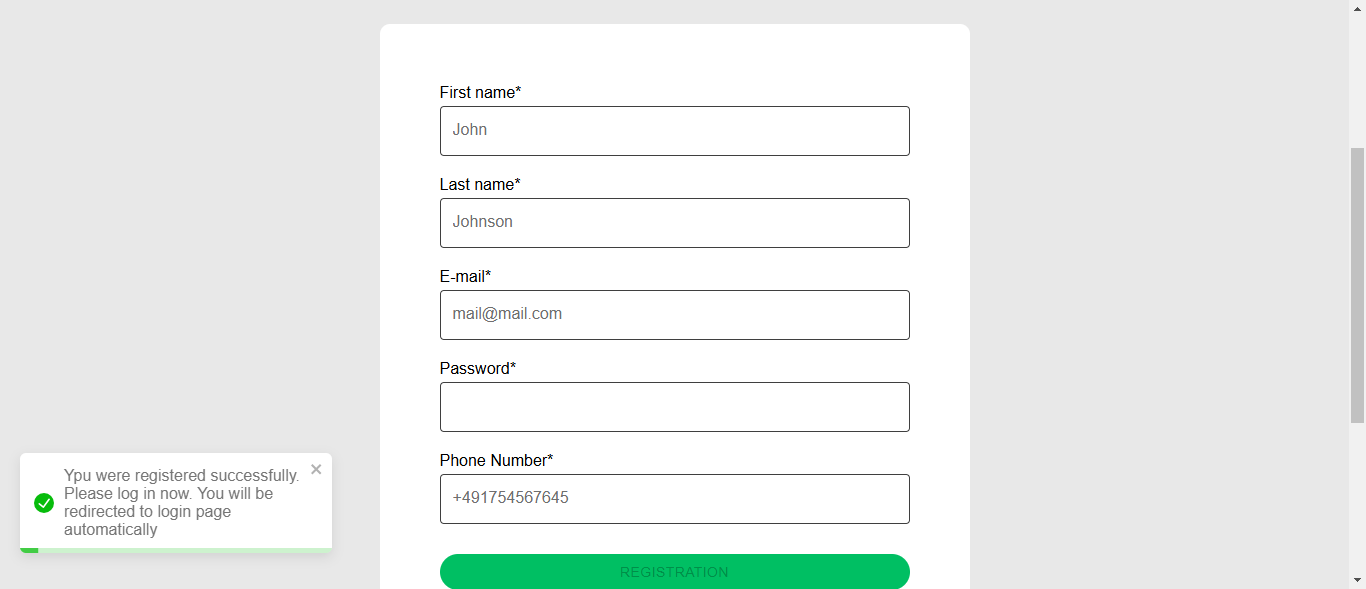 First name*
John
Last name*
Johnson
E-mail*
mail@mail.com
Password*
Phone Number*
+491754567645
REGISTRATION
Ypu were registered successfully.
Please log in now. You will be
redirected to login page
automatically